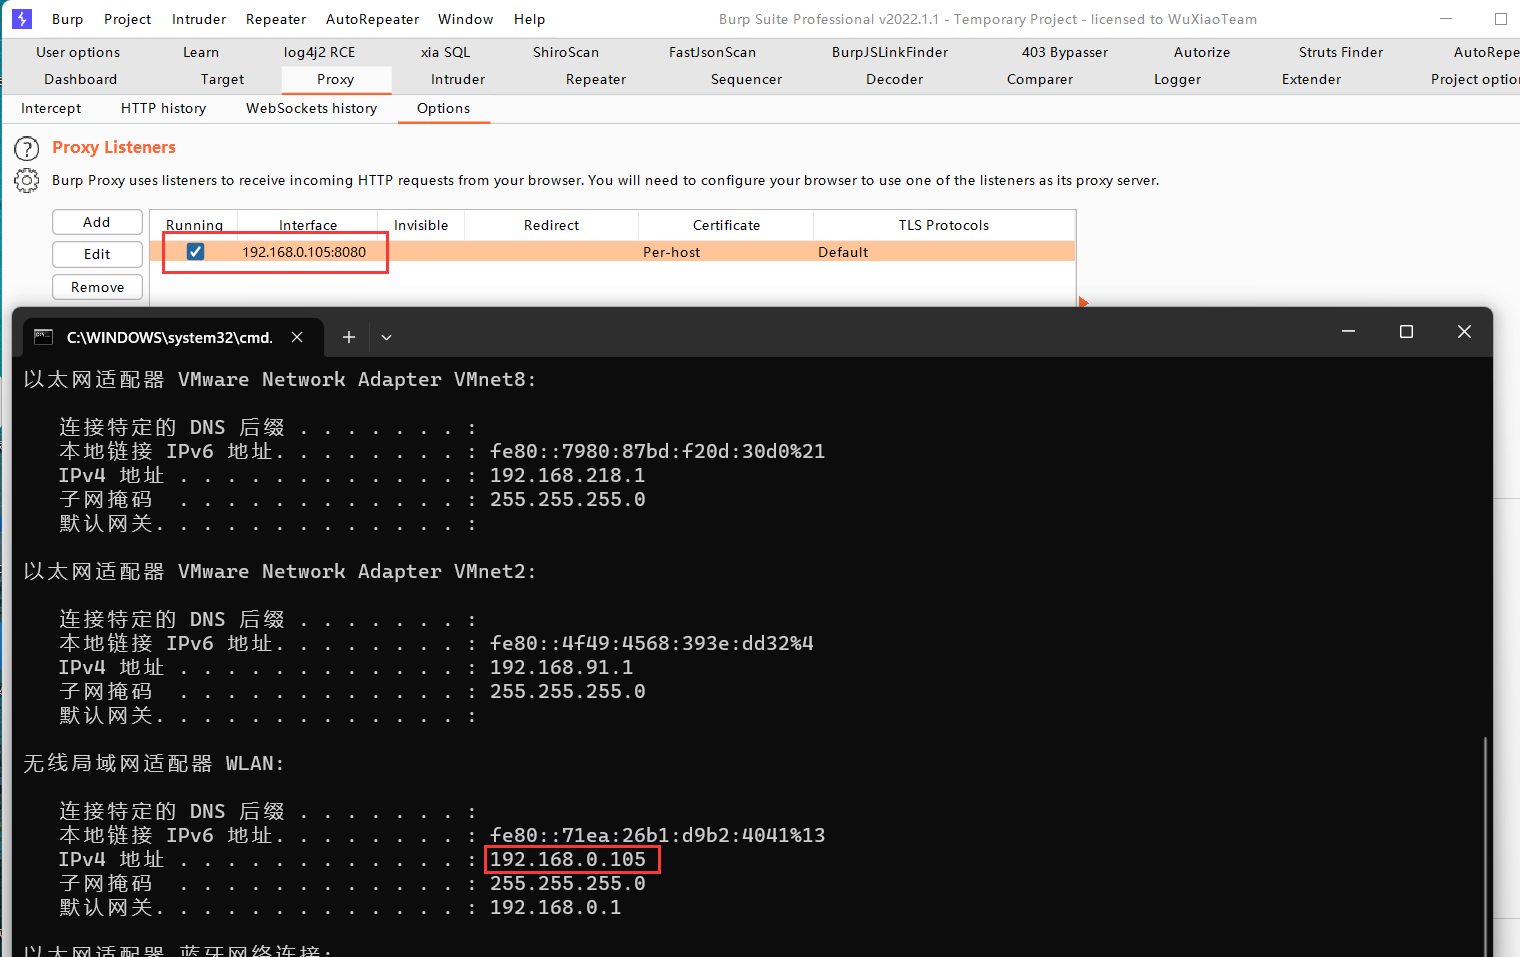 Burp Project Intruder Repeater AutoRepeater Window Help Burp Suite Professional v2022.1.1 - Temporary Project - licensed to WuXiaoTeam
User options Learn log4j2 RCE xia SQL ShiroScan FastJsonScan BurpJSLinkFinder 403 Bypasser Autorize Struts Finder AutoRepe
Dashboard Target Proxy Intruder Repeater Sequencer Decoder Comparer Logger Extender Project optio
Intercept HTTP history WebSockets history Options
Proxy Listeners
Burp Proxy uses listeners to receive incoming HTTP requests from your browser. You will need to configure your browser to use one of the listeners as its proxy server.
Add Running Interface Invisible Redirect Certificate TLS Protocols
Edit 192.168.0.105:8080 Per-host Default
Remove
C:\WINDOWS\system32\cmd.
以太网适配器 VMware Network Adapter VMnet8:
连接特定的 DNS 后缀 . . . . . . . :
本地链接 IPv6 地址. . . . . . . . : fe80::7980:87bd:f20d:30d0%21
IPv4 地址 . . . . . . . . . . . . : 192.168.218.1
子网掩码 . . . . . . . . . . . . : 255.255.255.0
默认网关. . . . . . . . . . . . . :
以太网适配器 VMware Network Adapter VMnet2:
连接特定的 DNS 后缀 . . . . . . . :
本地链接 IPv6 地址. . . . . . . . : fe80::4f49:4568:393e:dd32%4
IPv4 地址 . . . . . . . . . . . . : 192.168.91.1
子网掩码 . . . . . . . . . . . . : 255.255.255.0
默认网关. . . . . . . . . . . . . :
无线局域网适配器 WLAN:
连接特定的 DNS 后缀 . . . . . . . :
本地链接 IPv6 地址. . . . . . . . : fe80::71ea:26b1:d9b2:4041%13
IPv4 地址 . . . . . . . . . . . . : 192.168.0.105
子网掩码 . . . . . . . . . . . . : 255.255.255.0
默认网关. . . . . . . . . . . . . : 192.168.0.1
以太网适配器 蓝牙网络连接: